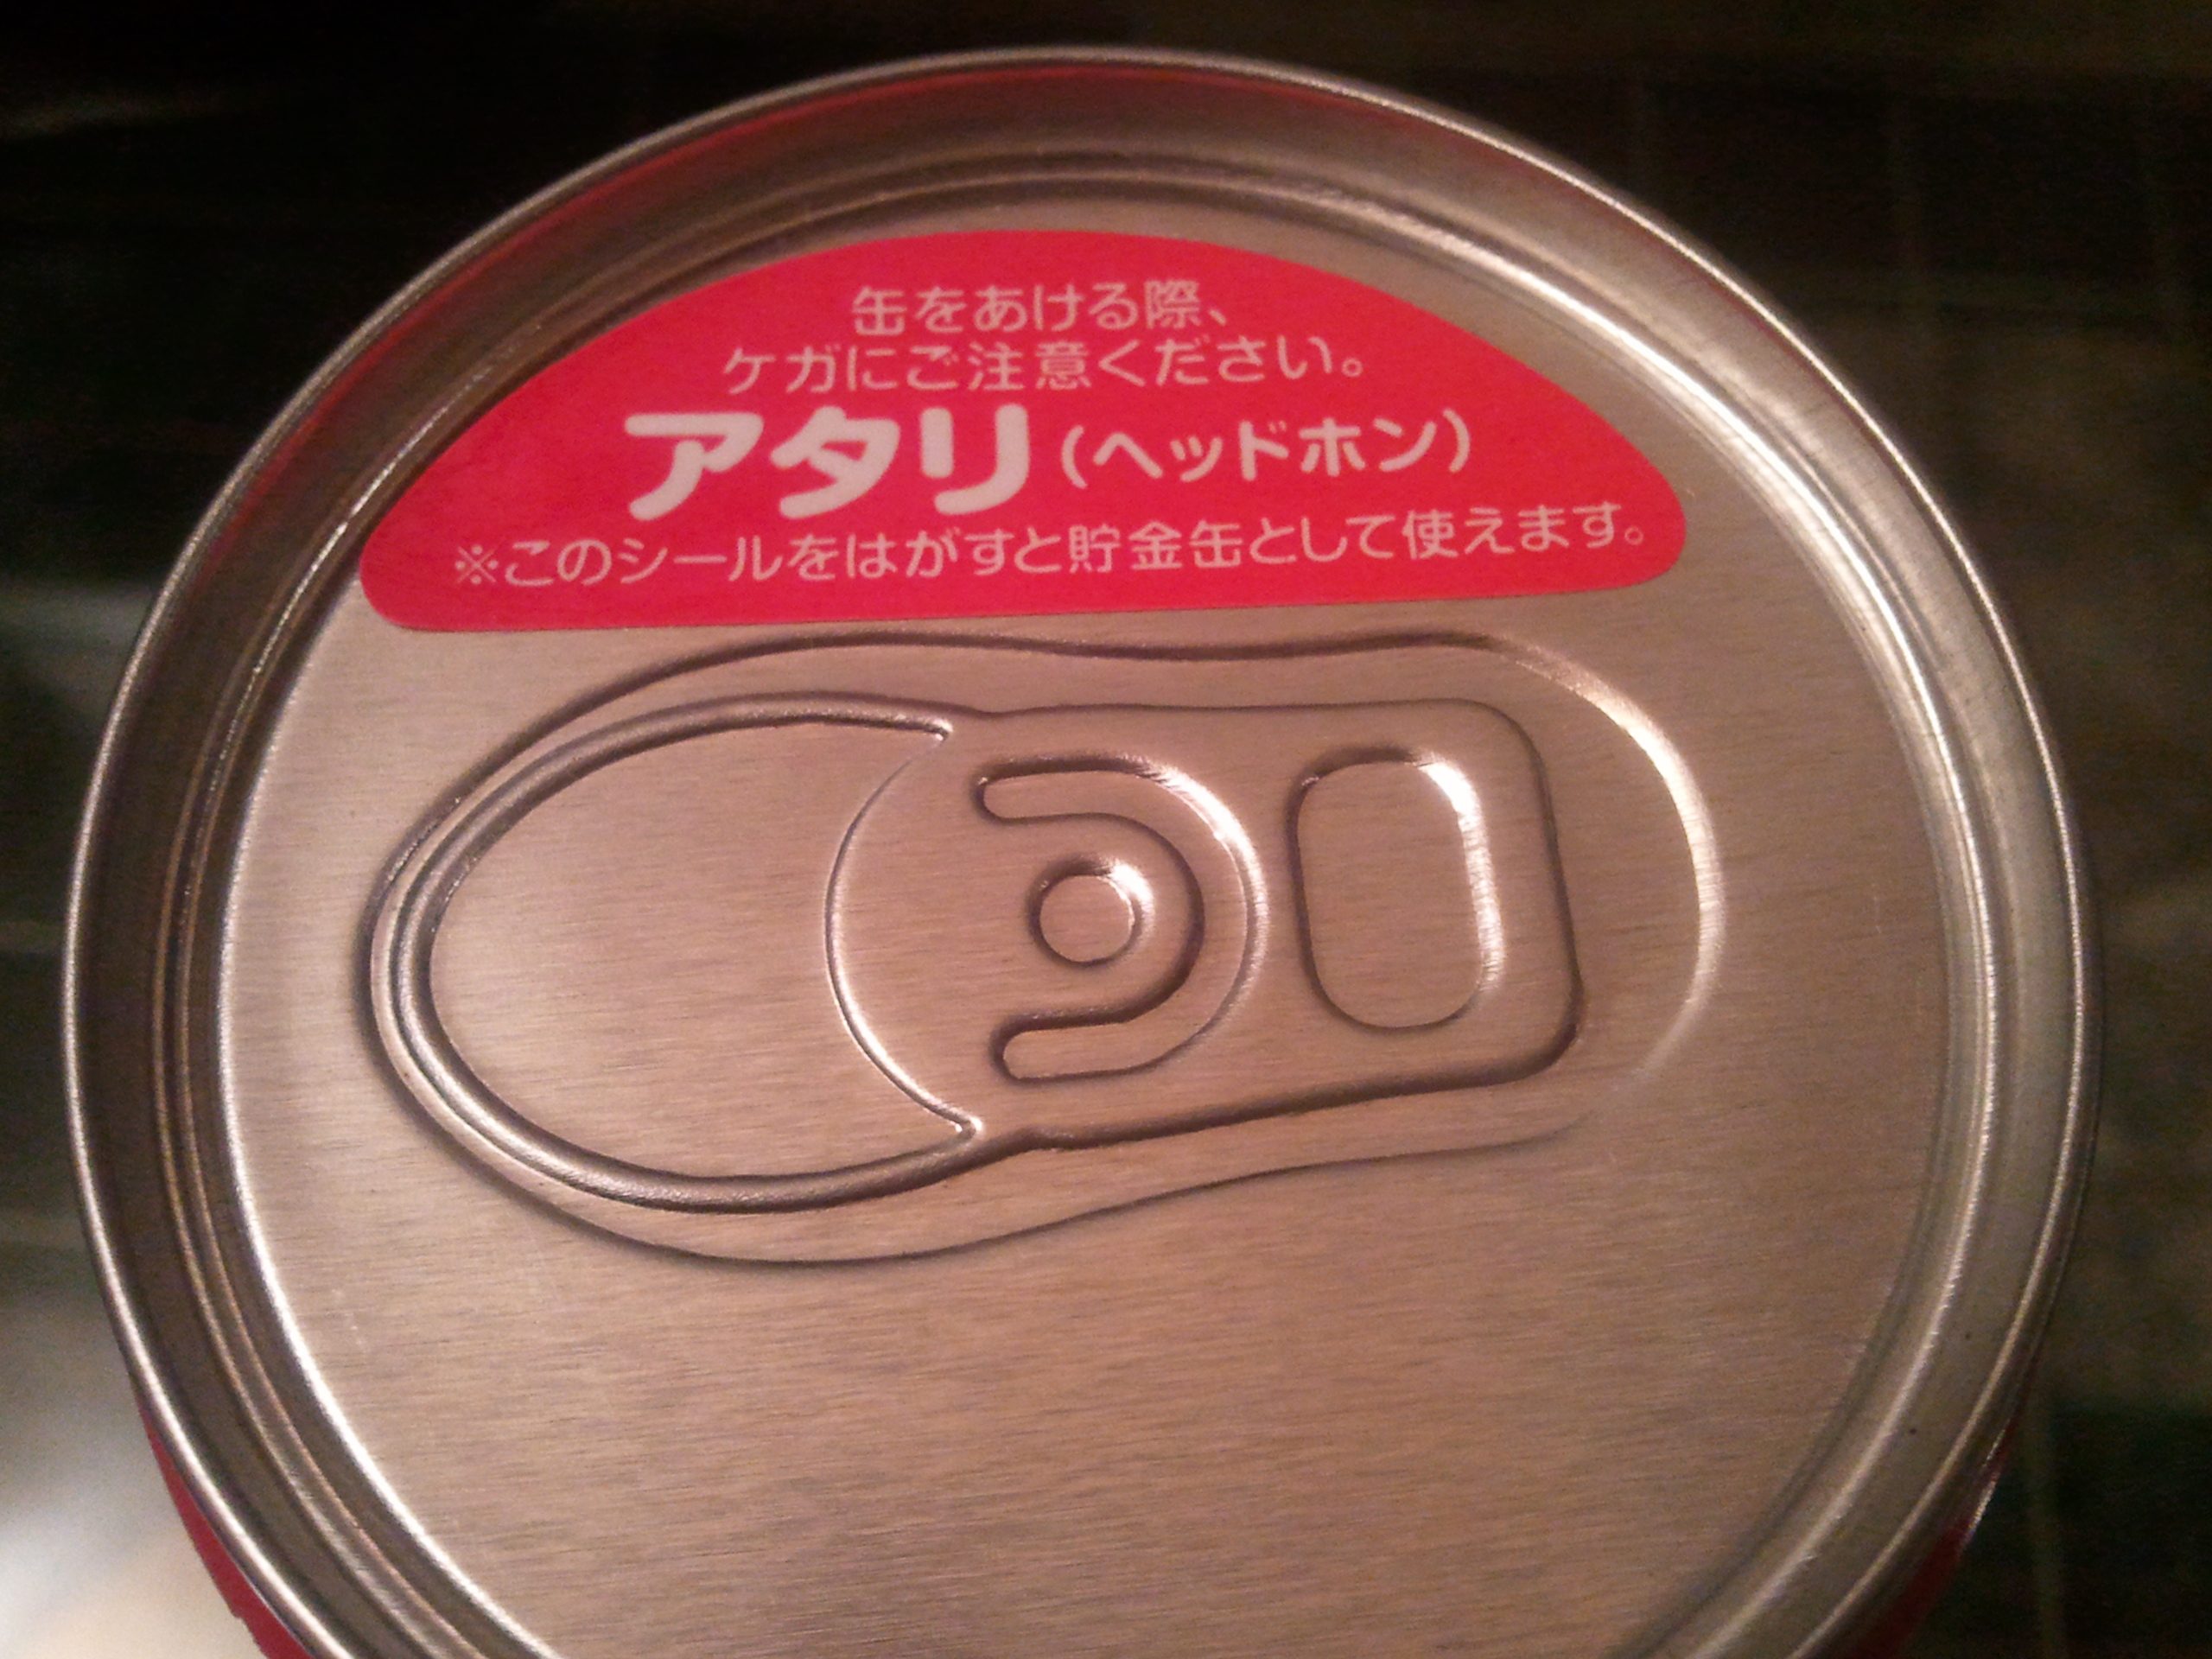 缶をあける際、
ケガにご注意ください。
アタリ(ヘッドホン)
※このシールをはがすと貯金缶として使えます。